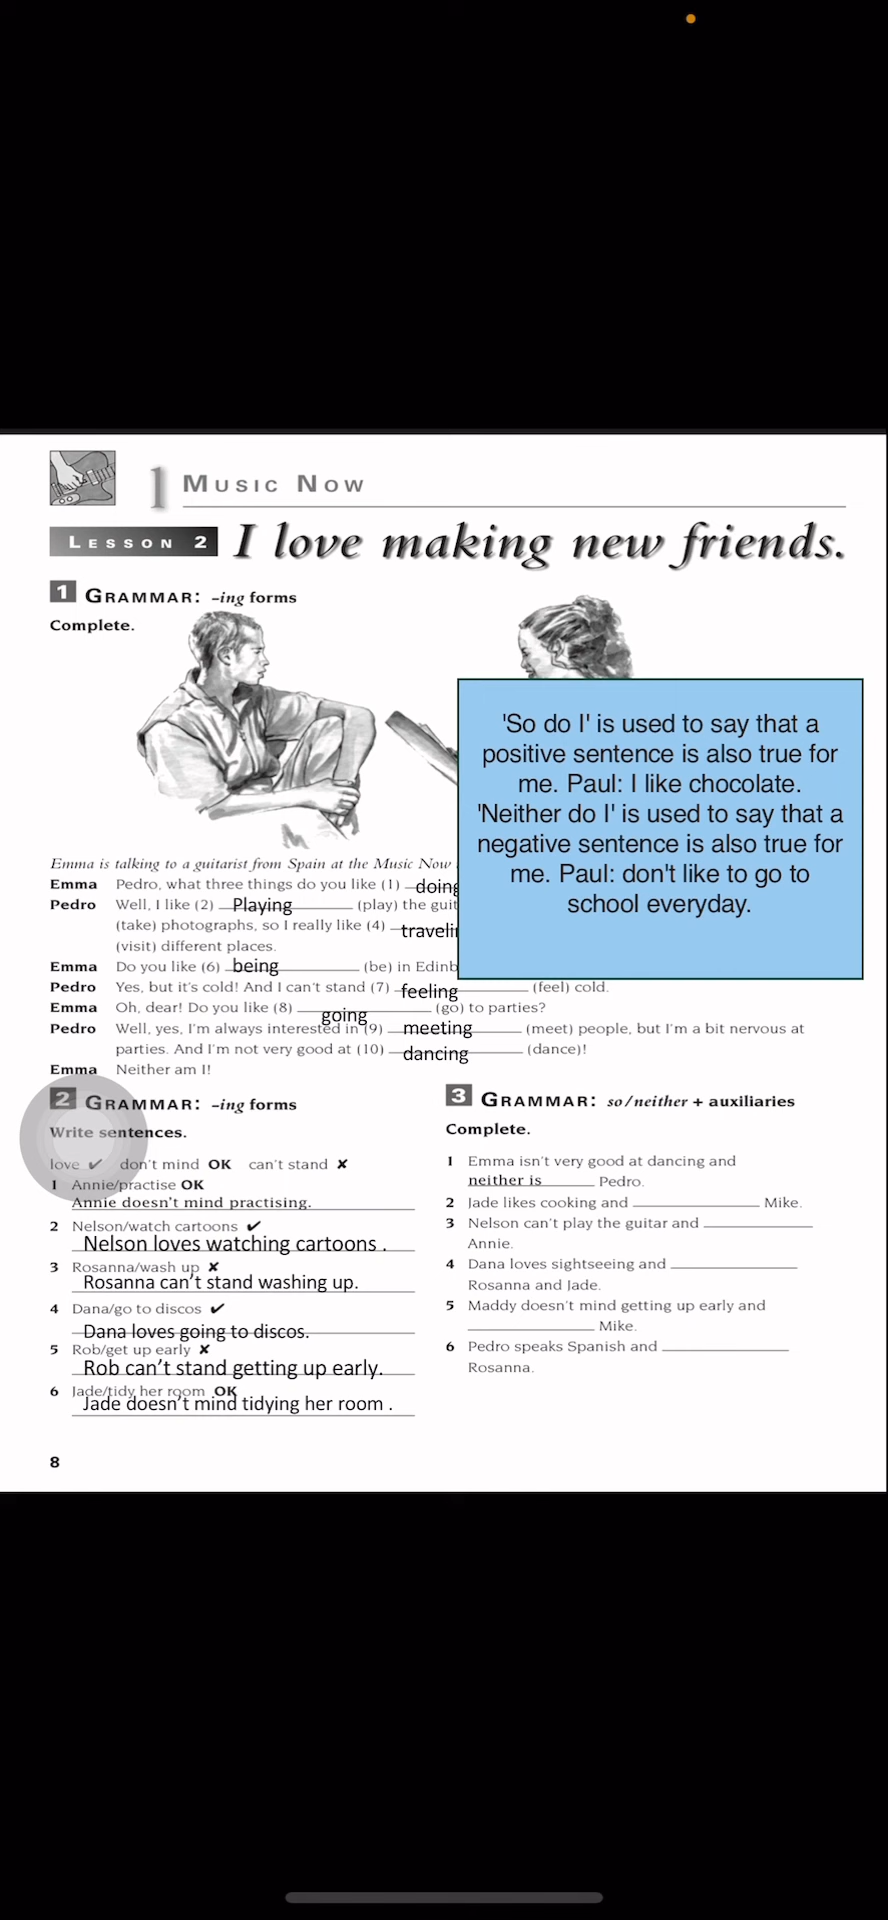 1 MUSIC NOW
LESSON 2 I love making new friends.
1 GRAMMAR: -ing forms
Complete.
'So do I' is used to say that a
positive sentence is also true for
me. Paul: I like chocolate.
'Neither do I' is used to say that a
negative sentence is also true for
me. Paul: don't like to go to
school everyday.
Emma is talking to a guitarist from Spain at the Music Now
Emma Pedro, what three things do you like (1) doing
Pedro Well, I like (2) Playing (play) the
(take) photographs, so I really like (4)
(visit) different places.
Emma Do you like (6) being (be) in
Pedro Yes, but it's cold! And I can't stand (7) feeling (feel) cold.
Emma Oh, dear! Do you like (8) going (go) to parties?
Pedro Well, yes, I'm always interested in (9) meeting (meet) people, but I'm a bit nervous at
parties. And I'm not very good at (10) dancing (dance)!
Emma Neither am I!
2 GRAMMAR: -ing forms
Write sentences.
love ✔ don't mind OK can't stand ✘
1 Annie/practise OK
Annie doesn't mind practising.
2 Nelson/watch cartoons ✔
Nelson loves watching cartoons .
3 Rosanna/wash up ✘
Rosanna can't stand washing up.
4 Dana/go to discos ✔
Dana loves going to discos.
5 Rob/get up early ✘
Rob can't stand getting up early.
6 Jade/tidy her room OK
Jade doesn't mind tidying her room .
3 GRAMMAR: so/neither + auxiliaries
Complete.
1 Emma isn't very good at dancing and
neither is Pedro.
2 Jade likes cooking and Mike.
3 Nelson can't play the guitar and
Annie.
4 Dana loves sightseeing and
Rosanna and Jade.
5 Maddy doesn't mind getting up early and
Mike.
6 Pedro speaks Spanish and
Rosanna.
8